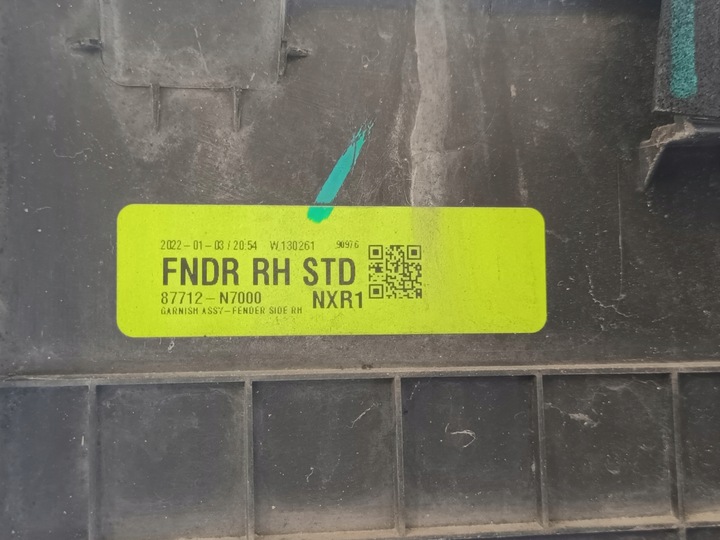 2022-01-03 / 20:54 W.130261 90976
FNDR RH STD
87712-N7000 NXR1
GARNISH ASSY-FENDER SIDE RH